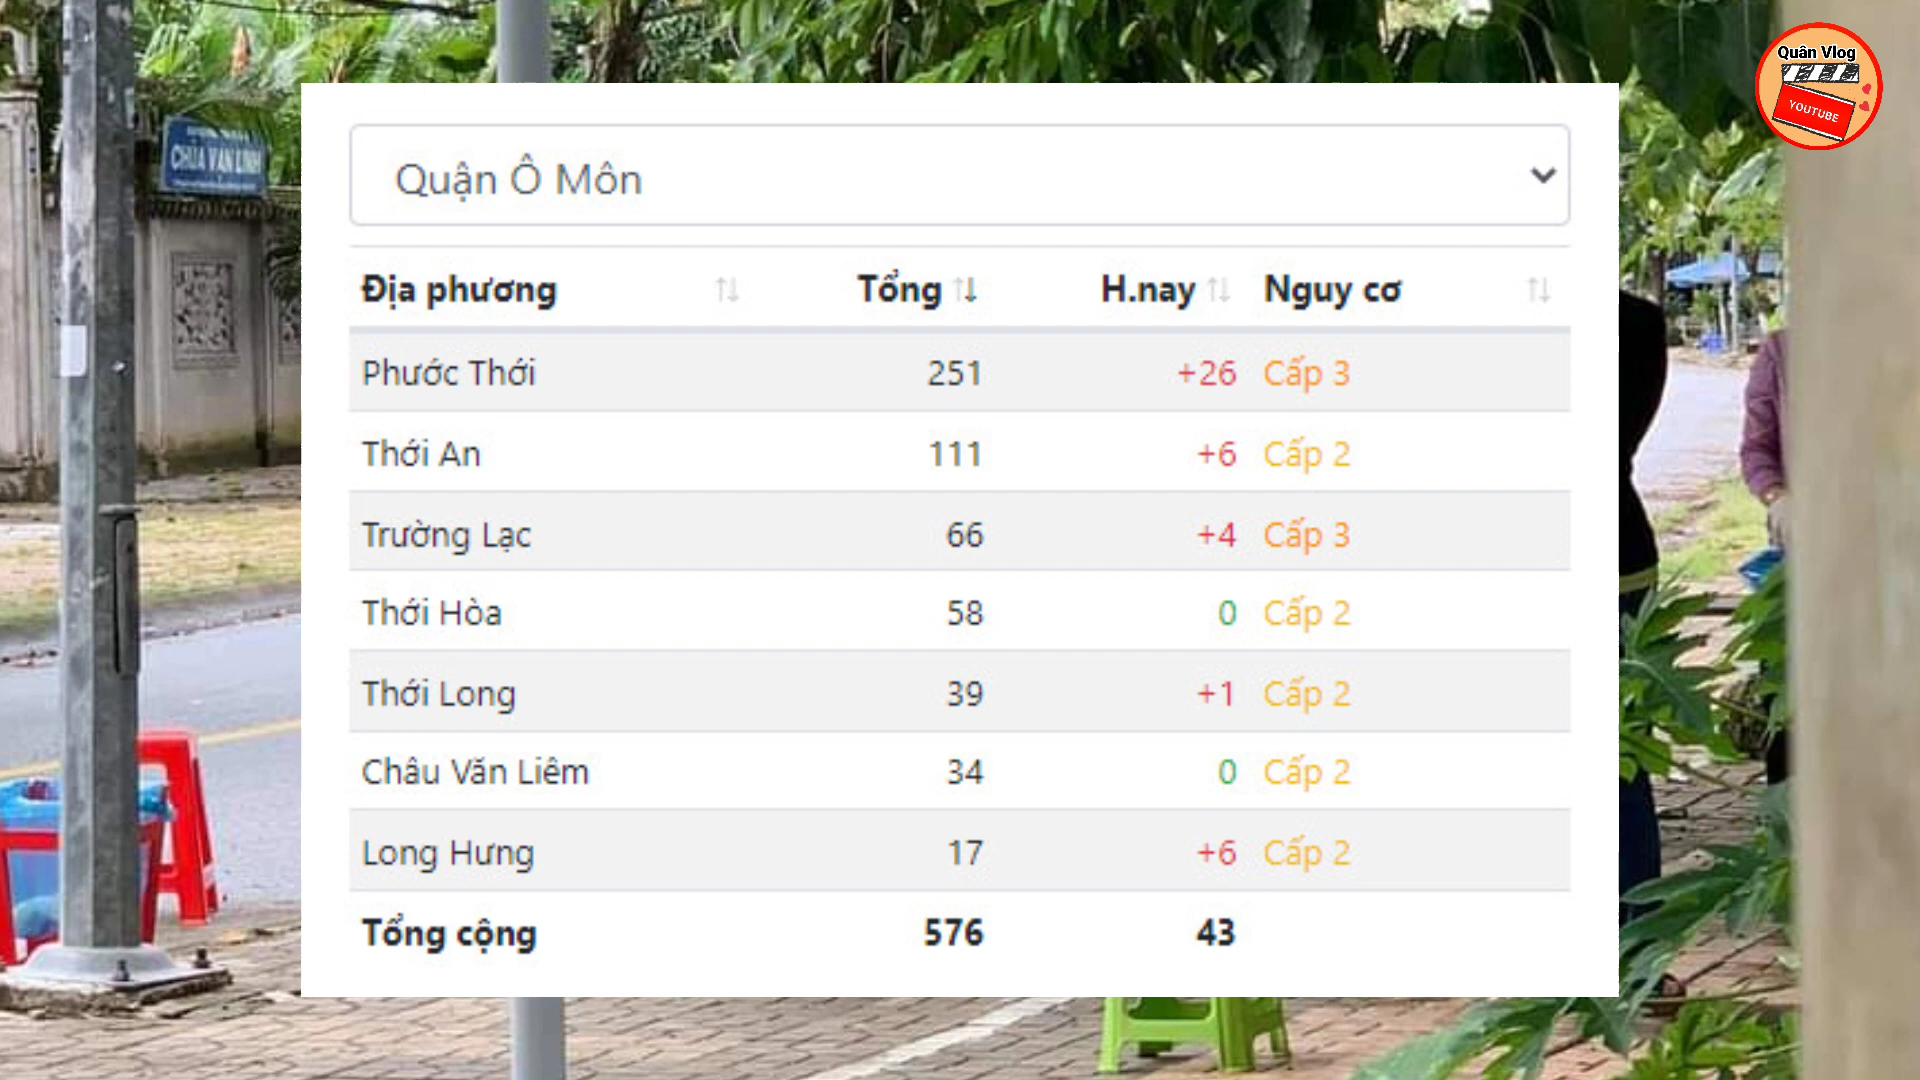 Quân Vlog
YOUTUBE
CHÙA VẠN LINH
Quận Ô Môn
Địa phương Tổng H.nay Nguy cơ
Phước Thới 251 +26 Cấp 3
Thới An 111 +6 Cấp 2
Trường Lạc 66 +4 Cấp 3
Thới Hòa 58 0 Cấp 2
Thới Long 39 +1 Cấp 2
Châu Văn Liêm 34 0 Cấp 2
Long Hưng 17 +6 Cấp 2
Tổng cộng 576 43